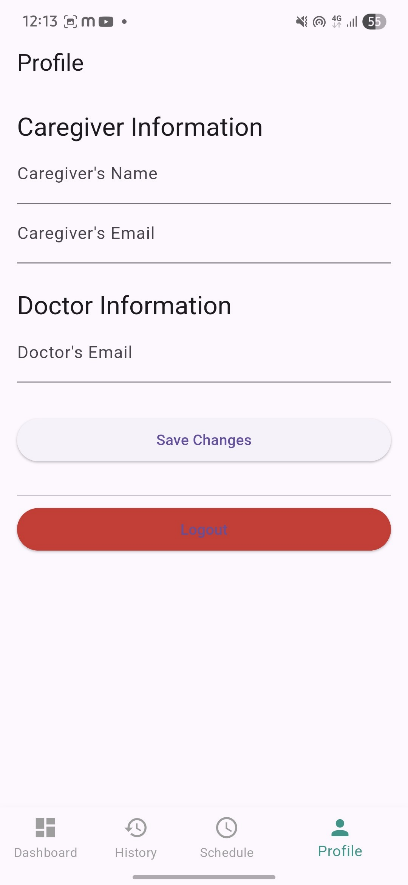 12:13 m 4G 55
Profile
Caregiver Information
Caregiver's Name
Caregiver's Email
Doctor Information
Doctor's Email
Save Changes
Logout
Dashboard History Schedule Profile